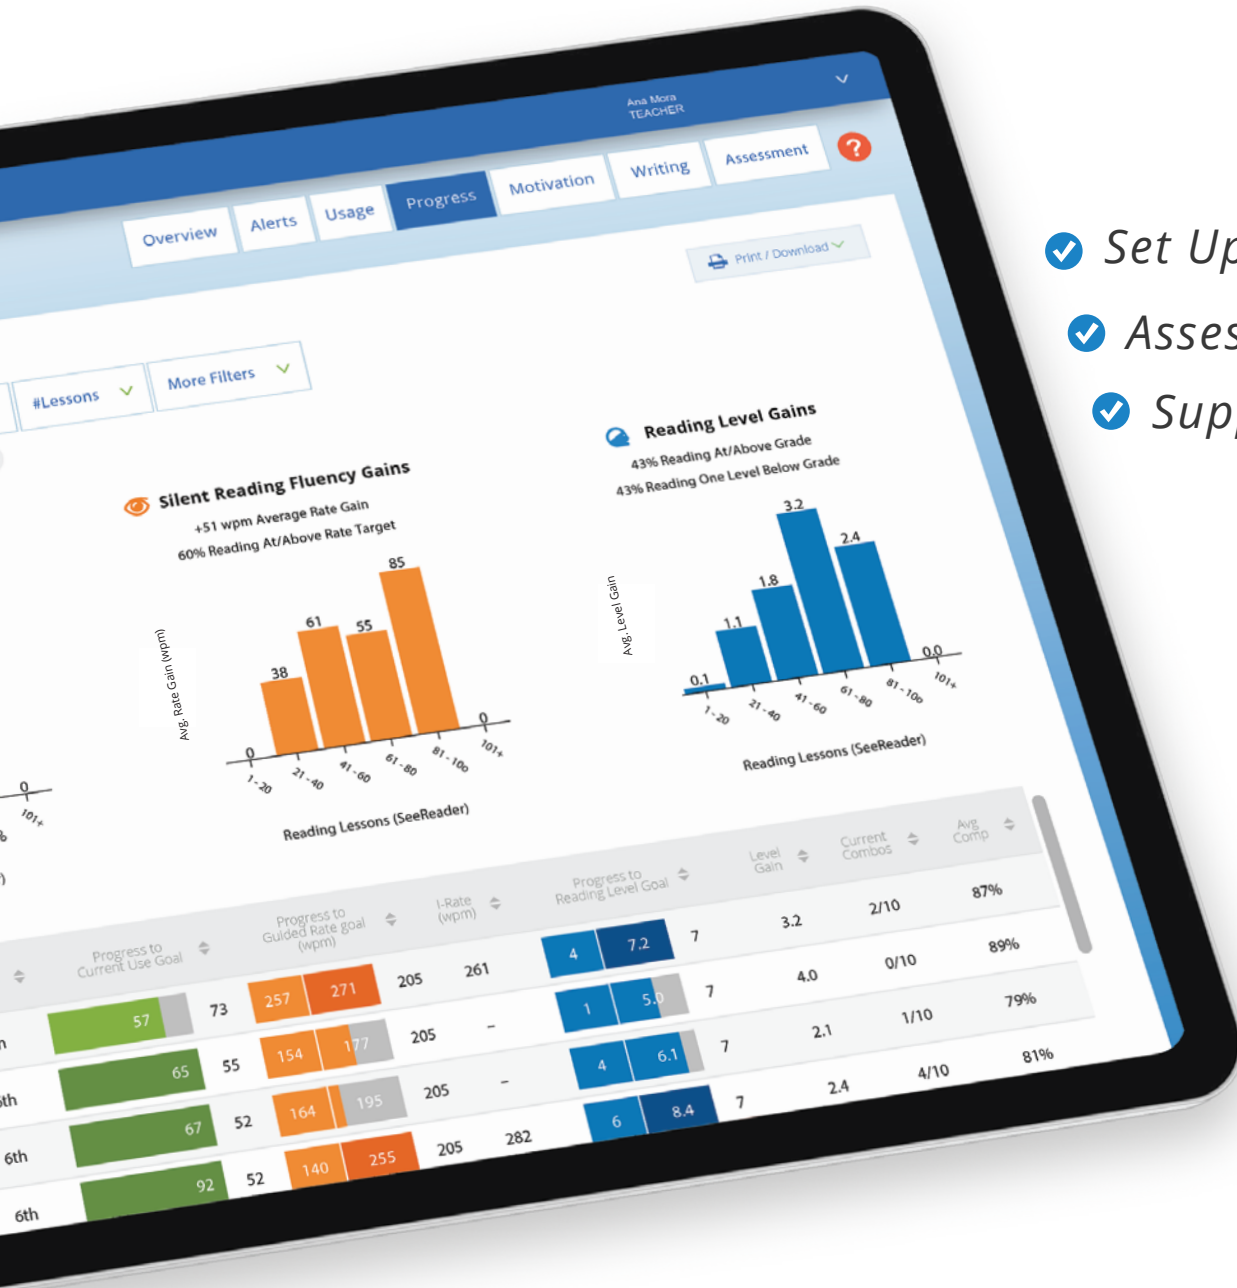 Ana Mora
TEACHER
Overview
Alerts
Usage
Progress
Motivation
Writing
Assessment
?
Print / Download
Set Up
Asses
Supp
#Lessons
More Filters
Silent Reading Fluency Gains
+51 wpm Average Rate Gain
60% Reading At/Above Rate Target
Avg. Rate Gain (wpm)
0
38
61
55
85
0
1 - 20
21 - 40
41 - 60
61 - 80
81 - 100
101+
Reading Lessons (SeeReader)
Reading Level Gains
43% Reading At/Above Grade
43% Reading One Level Below Grade
Avg. Level Gain
0.1
1.1
1.8
3.2
2.4
0.0
1 - 20
21 - 40
41 - 60
61 - 80
81 - 100
101+
Reading Lessons (SeeReader)
0
101+
%
)
Progress to
Current Use Goal
Progress to
Guided Rate goal
(wpm)
I-Rate
(wpm)
Progress to
Reading Level Goal
Level
Gain
Current
Combos
Avg
Comp
h 57 73 257 271 205 261 4 7.2 7 3.2 2/10 87%
6th 65 55 154 177 205 – 1 5.0 7 4.0 0/10 89%
6th 67 52 164 195 205 – 4 6.1 7 2.1 1/10 79%
6th 92 52 140 255 205 282 6 8.4 7 2.4 4/10 81%